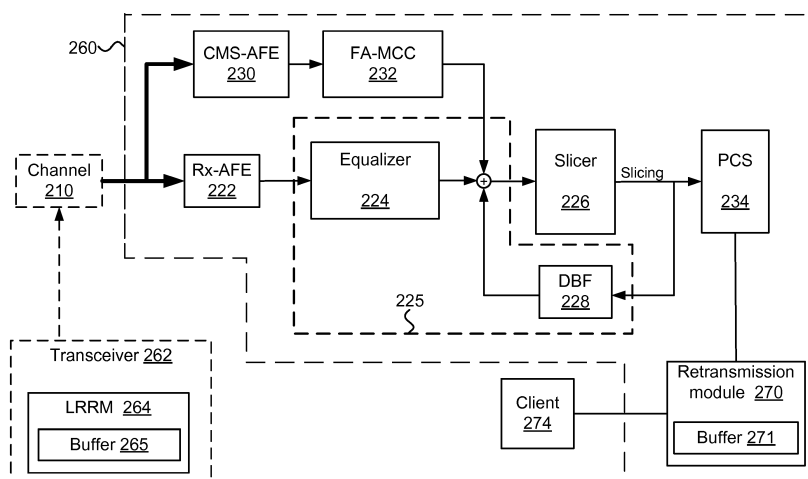 260
CMS-AFE
230
FA-MCC
232
Channel
210
Rx-AFE
222
Equalizer
224
+
Slicer
226
Slicing
PCS
234
DBF
228
225
Transceiver 262
LRRM 264
Buffer 265
Client
274
Retransmission
module 270
Buffer 271